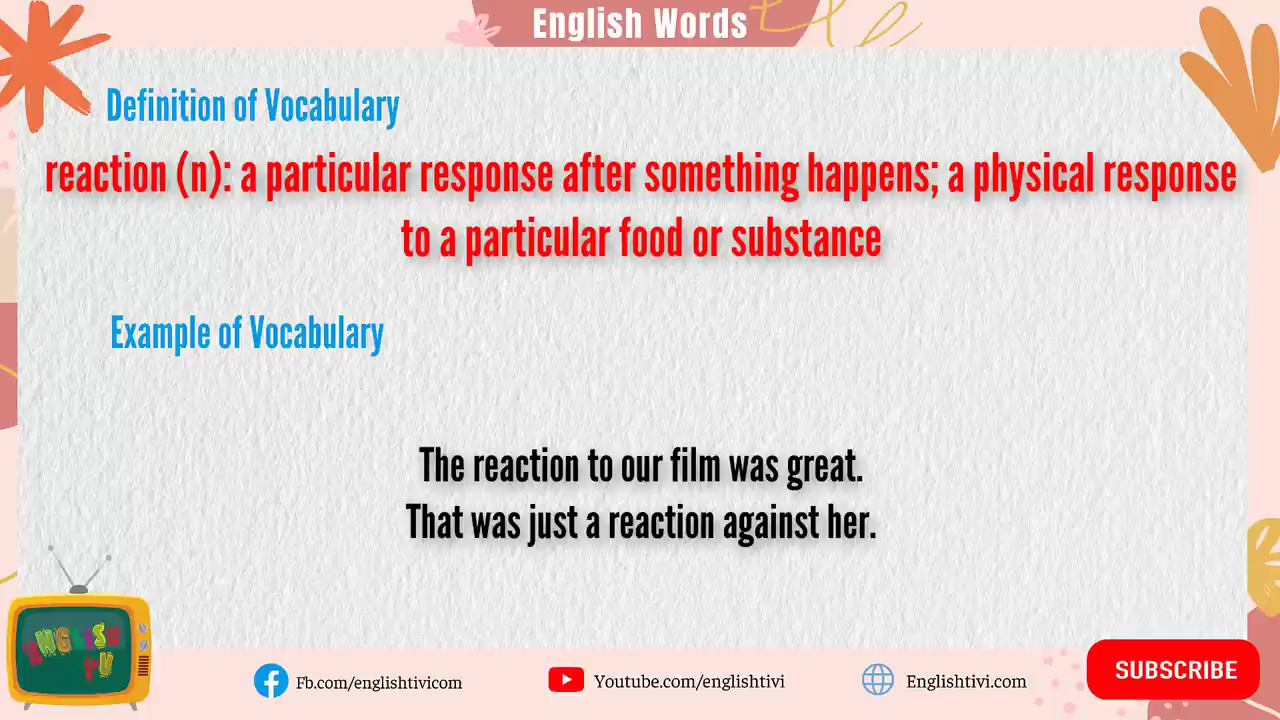 English Words
Definition of Vocabulary
reaction (n): a particular response after something happens; a physical response
to a particular food or substance
Example of Vocabulary
The reaction to our film was great.
That was just a reaction against her.
ENGLISH
TV
Fb.com/englishtivicom
Youtube.com/englishtivi
Englishtivi.com
SUBSCRIBE